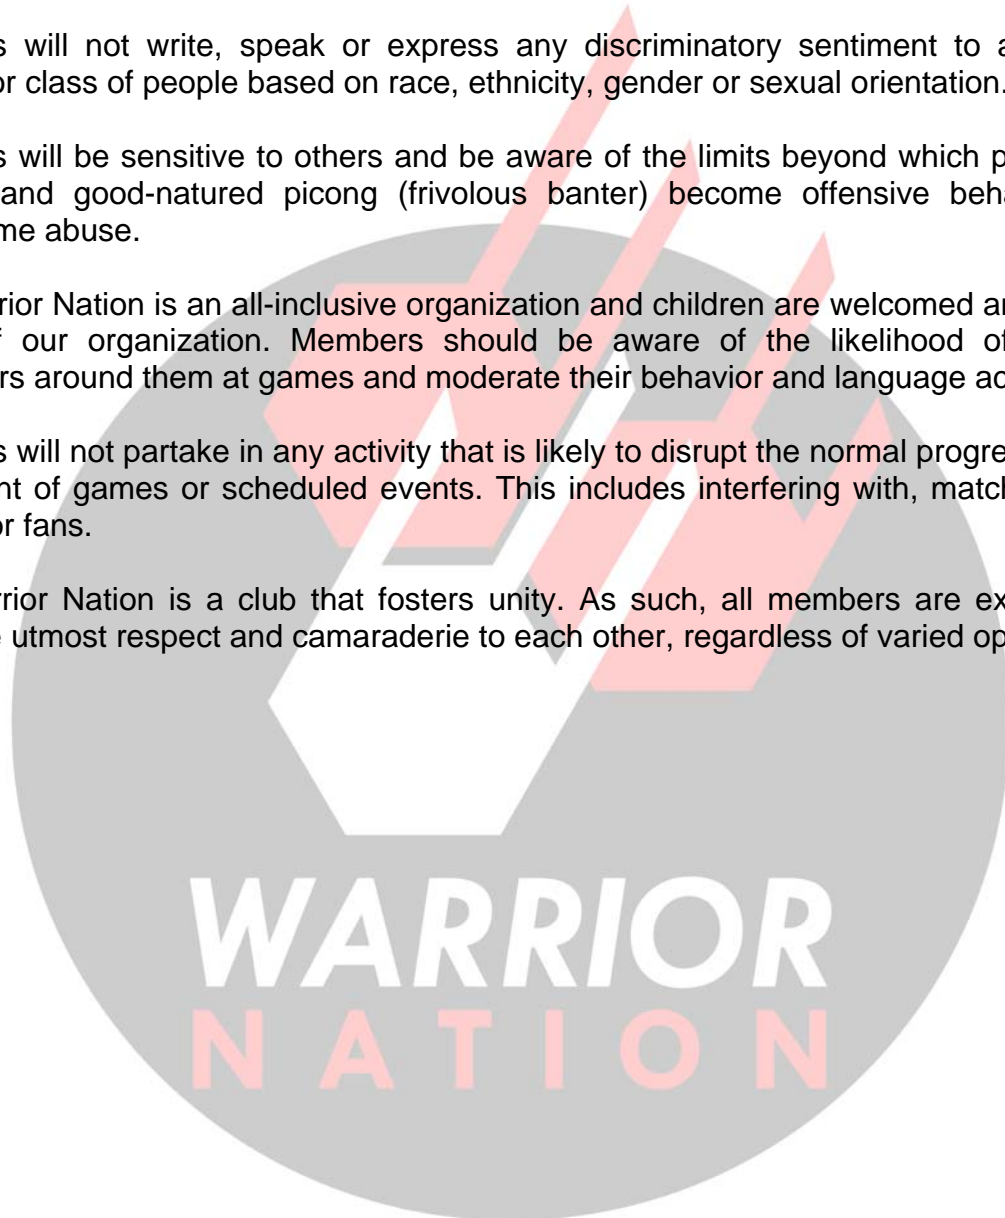 s will not write, speak or express any discriminatory sentiment to a
or class of people based on race, ethnicity, gender or sexual orientation.
s will be sensitive to others and be aware of the limits beyond which p
and good-natured picong (frivolous banter) become offensive beha
me abuse.
rior Nation is an all-inclusive organization and children are welcomed a
f our organization. Members should be aware of the likelihood of
rs around them at games and moderate their behavior and language ac
s will not partake in any activity that is likely to disrupt the normal progre
nt of games or scheduled events. This includes interfering with, match
or fans.
rrior Nation is a club that fosters unity. As such, all members are ex
e utmost respect and camaraderie to each other, regardless of varied op
WARRIOR
NATION